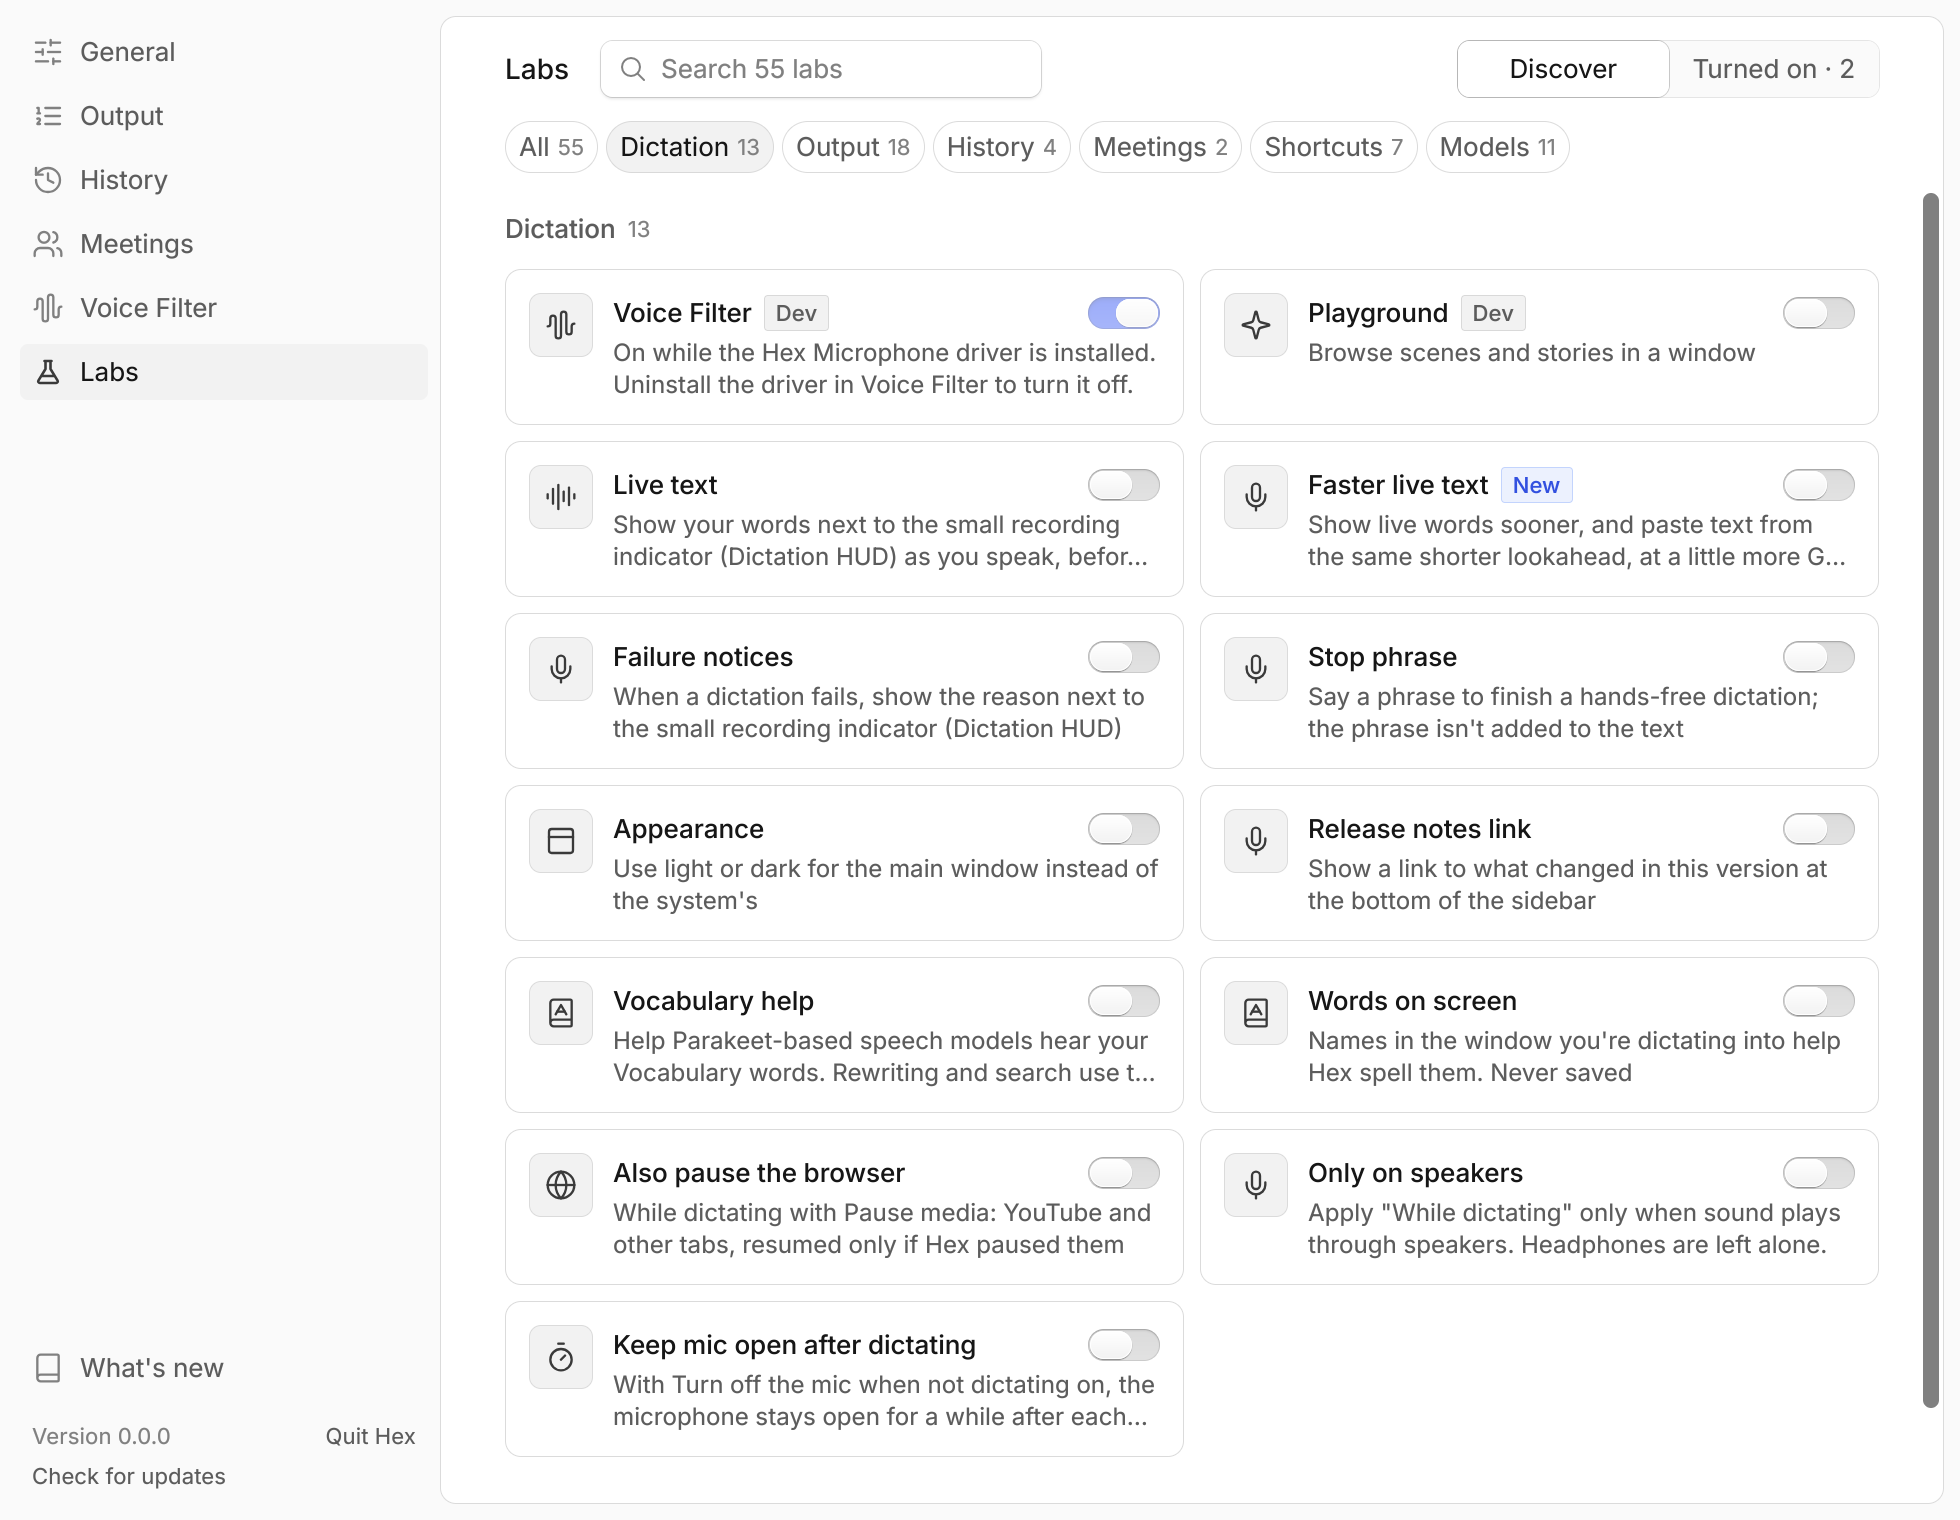 General
Output
History
Meetings
Voice Filter
Labs
What's new
Version 0.0.0
Quit Hex
Check for updates
Labs
Search 55 labs
Discover
Turned on · 2
All 55
Dictation 13
Output 18
History 4
Meetings 2
Shortcuts 7
Models 11
Dictation 13
Voice Filter Dev
On while the Hex Microphone driver is installed.
Uninstall the driver in Voice Filter to turn it off.
Playground Dev
Browse scenes and stories in a window
Live text
Show your words next to the small recording
indicator (Dictation HUD) as you speak, befor...
Faster live text New
Show live words sooner, and paste text from
the same shorter lookahead, at a little more G...
Failure notices
When a dictation fails, show the reason next to
the small recording indicator (Dictation HUD)
Stop phrase
Say a phrase to finish a hands-free dictation;
the phrase isn't added to the text
Appearance
Use light or dark for the main window instead of
the system's
Release notes link
Show a link to what changed in this version at
the bottom of the sidebar
Vocabulary help
Help Parakeet-based speech models hear your
Vocabulary words. Rewriting and search use t...
Words on screen
Names in the window you're dictating into help
Hex spell them. Never saved
Also pause the browser
While dictating with Pause media: YouTube and
other tabs, resumed only if Hex paused them
Only on speakers
Apply "While dictating" only when sound plays
through speakers. Headphones are left alone.
Keep mic open after dictating
With Turn off the mic when not dictating on, the
microphone stays open for a while after each...